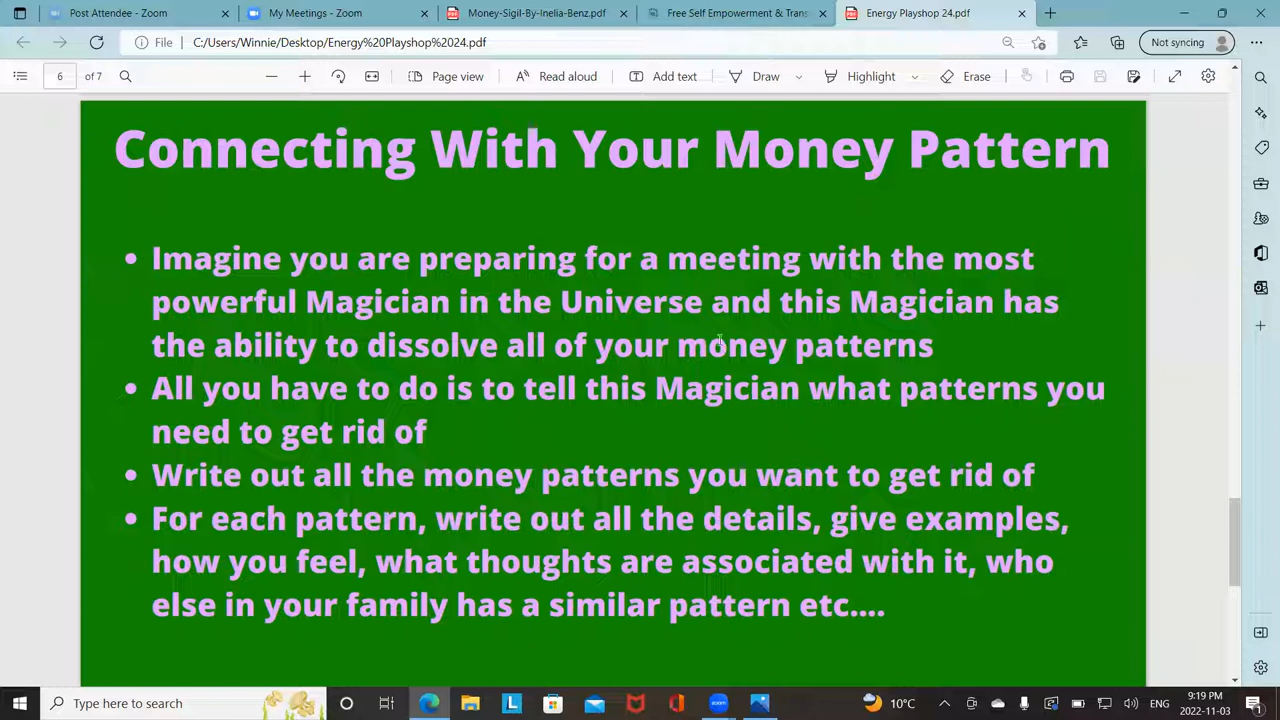 Post Attendee - Zoom
My Meetings - Zoom
Money-Sigil-By-Inelia-Benz.pdf
Free Self Empowerment & Trans
Energy Playshop 24.pdf
File
C:/Users/Winnie/Desktop/Energy%20Playshop%2024.pdf
Not syncing
6 of 7
Page view
Read aloud
Add text
Draw
Highlight
Erase
Connecting With Your Money Pattern
• Imagine you are preparing for a meeting with the most
powerful Magician in the Universe and this Magician has
the ability to dissolve all of your money patterns
• All you have to do is to tell this Magician what patterns you
need to get rid of
• Write out all the money patterns you want to get rid of
• For each pattern, write out all the details, give examples,
how you feel, what thoughts are associated with it, who
else in your family has a similar pattern etc....
Type here to search
L
zoom
10°C
ENG
9:19 PM
2022-11-03
1